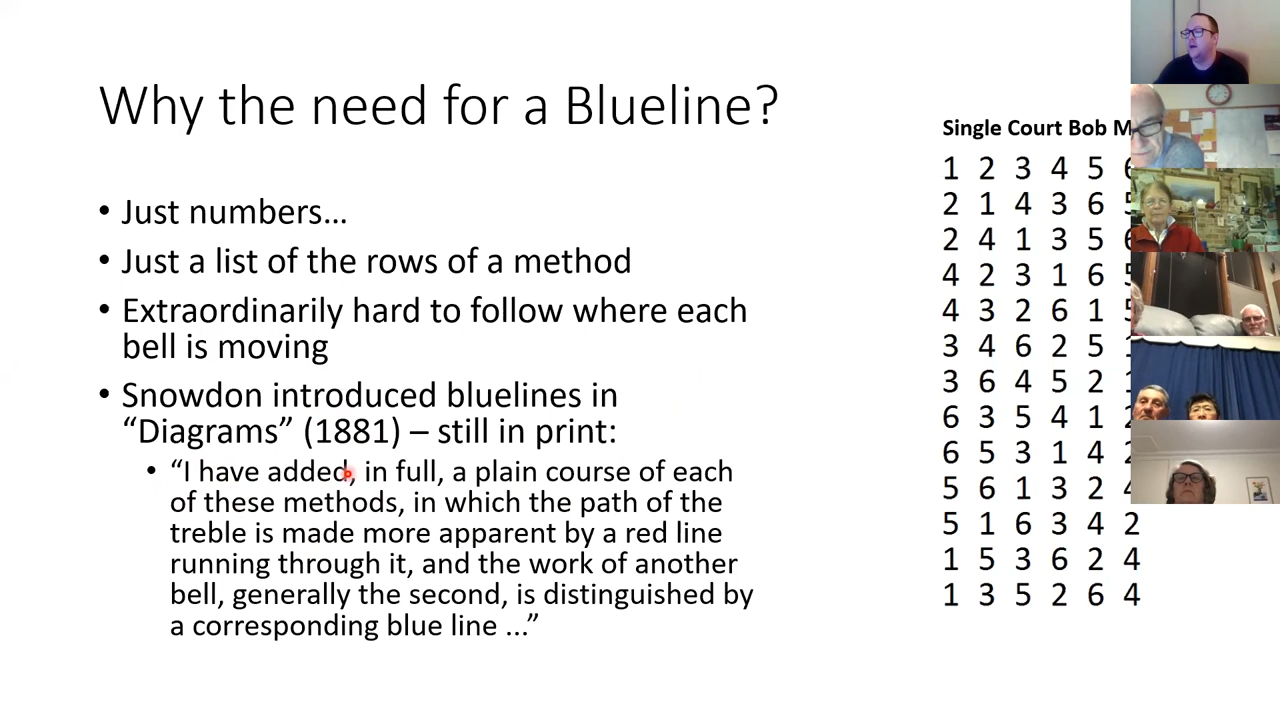 Why the need for a Blueline?
• Just numbers…
• Just a list of the rows of a method
• Extraordinarily hard to follow where each
bell is moving
• Snowdon introduced bluelines in
“Diagrams” (1881) – still in print:
• “I have added, in full, a plain course of each
of these methods, in which the path of the
treble is made more apparent by a red line
running through it, and the work of another
bell, generally the second, is distinguished by
a corresponding blue line ...”
Single Court Bob
1 2 3 4 5
2 1 4 3 6
2 4 1 3 5
4 2 3 1 6
4 3 2 6 1
3 4 6 2 5
3 6 4 5 2
6 3 5 4 1
6 5 3 1 4
5 6 1 3 2
5 1 6 3 4 2
1 5 3 6 2 4
1 3 5 2 6 4